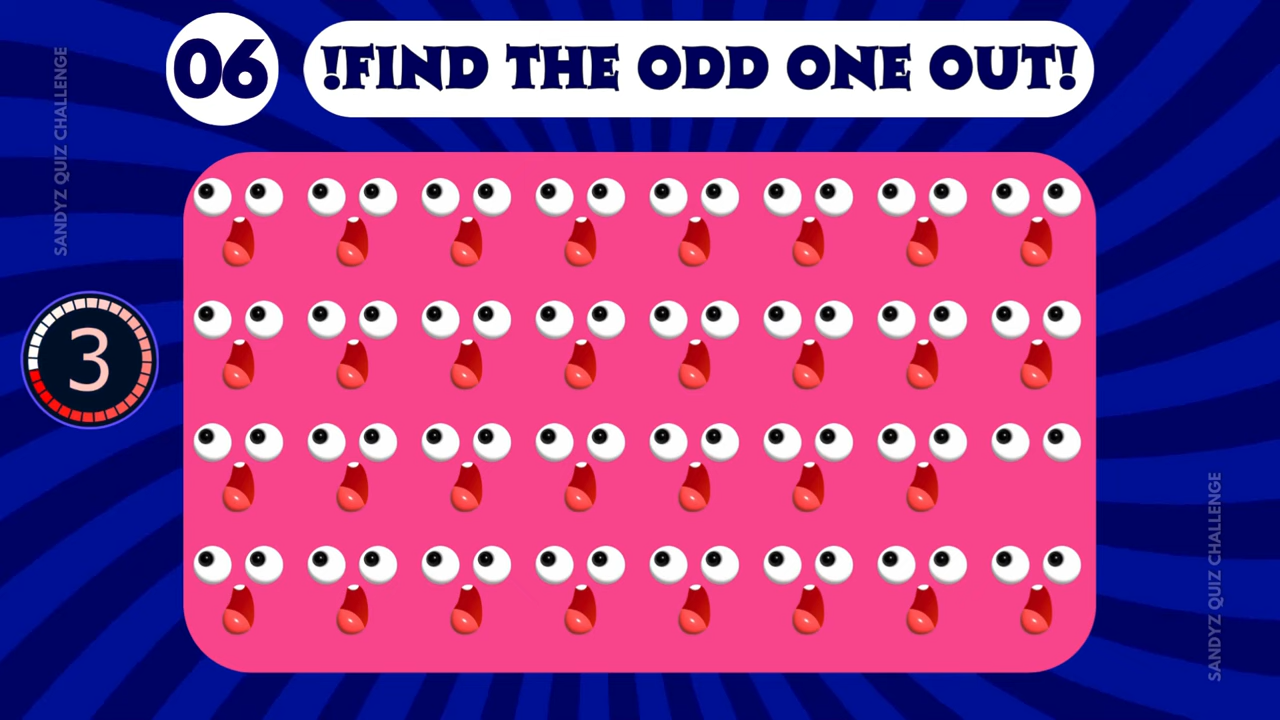 06
!FIND THE ODD ONE OUT!
SANDYZ QUIZ CHALLENGE
3
SANDYZ QUIZ CHALLENGE